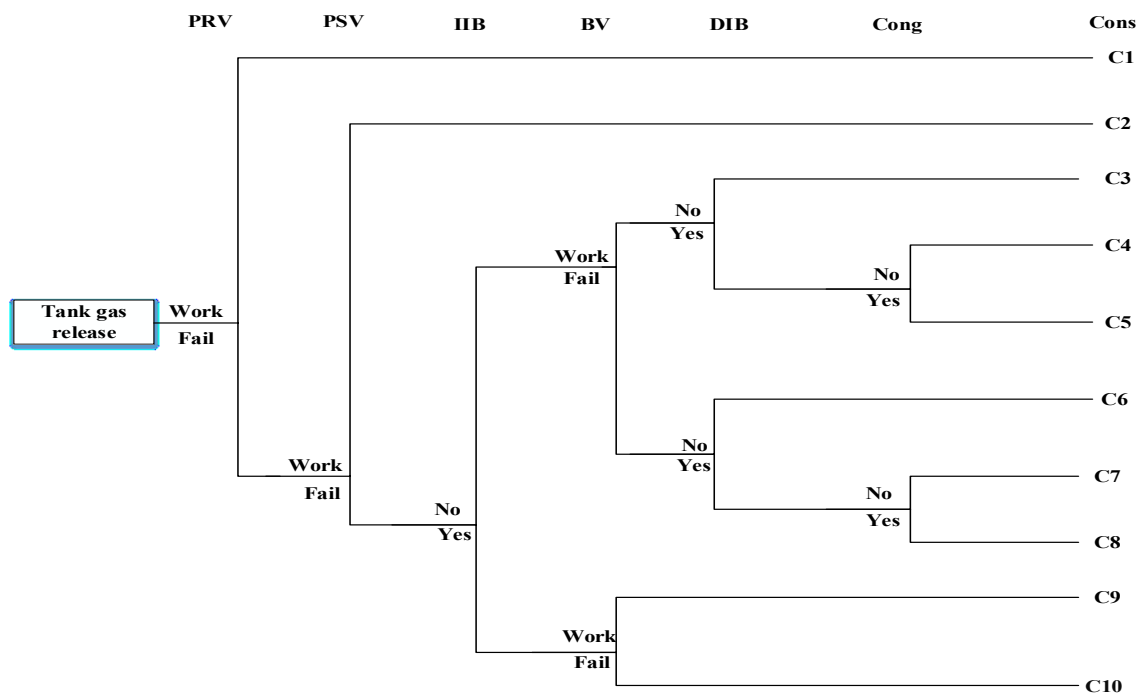 PRV PSV IIB BV DIB Cong Cons
C1
C2
C3
No
Yes
C4
Work
Fail
No
Yes
Tank gas
release
Work
Fail
C5
C6
No
Yes
Work
Fail
C7
No
Yes
No
Yes
C8
C9
Work
Fail
C10